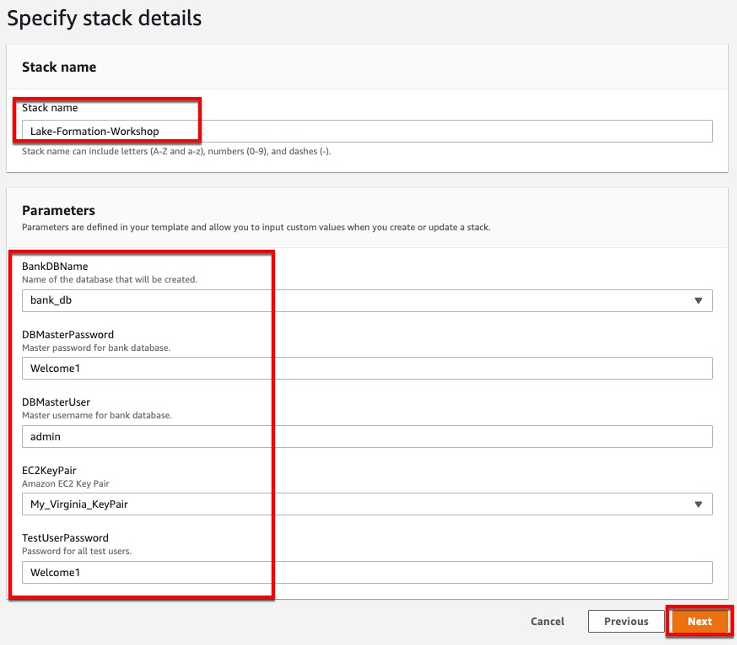 Specify stack details
Stack name
Stack name
Lake-Formation-Workshop
Stack name can include letters (A-Z and a-z), numbers (0-9), and dashes (-).
Parameters
Parameters are defined in your template and allow you to input custom values when you create or update a stack.
BankDBName
Name of the database that will be created.
bank_db
DBMasterPassword
Master password for bank database.
Welcome1
DBMasterUser
Master username for bank database.
admin
EC2KeyPair
Amazon EC2 Key Pair
My_Virginia_KeyPair
TestUserPassword
Password for all test users.
Welcome1
Cancel Previous Next